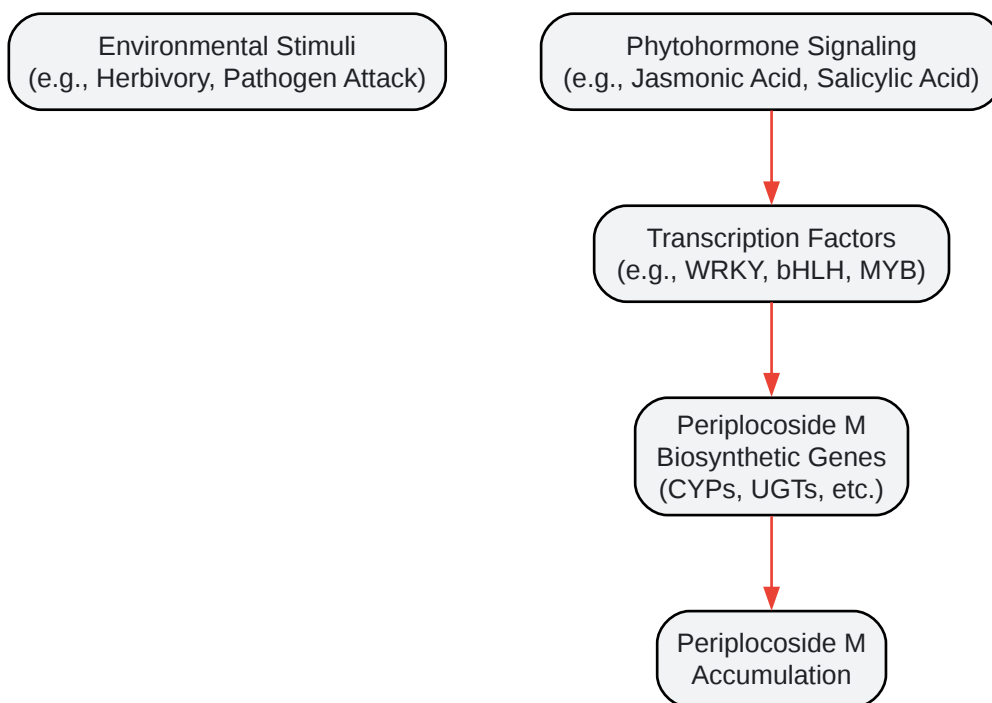 Environmental Stimuli
(e.g., Herbivory, Pathogen Attack)
Phytohormone Signaling
(e.g., Jasmonic Acid, Salicylic Acid)
Transcription Factors
(e.g., WRKY, bHLH, MYB)
Periplocoside M
Biosynthetic Genes
(CYPs, UGTs, etc.)
Periplocoside M
Accumulation